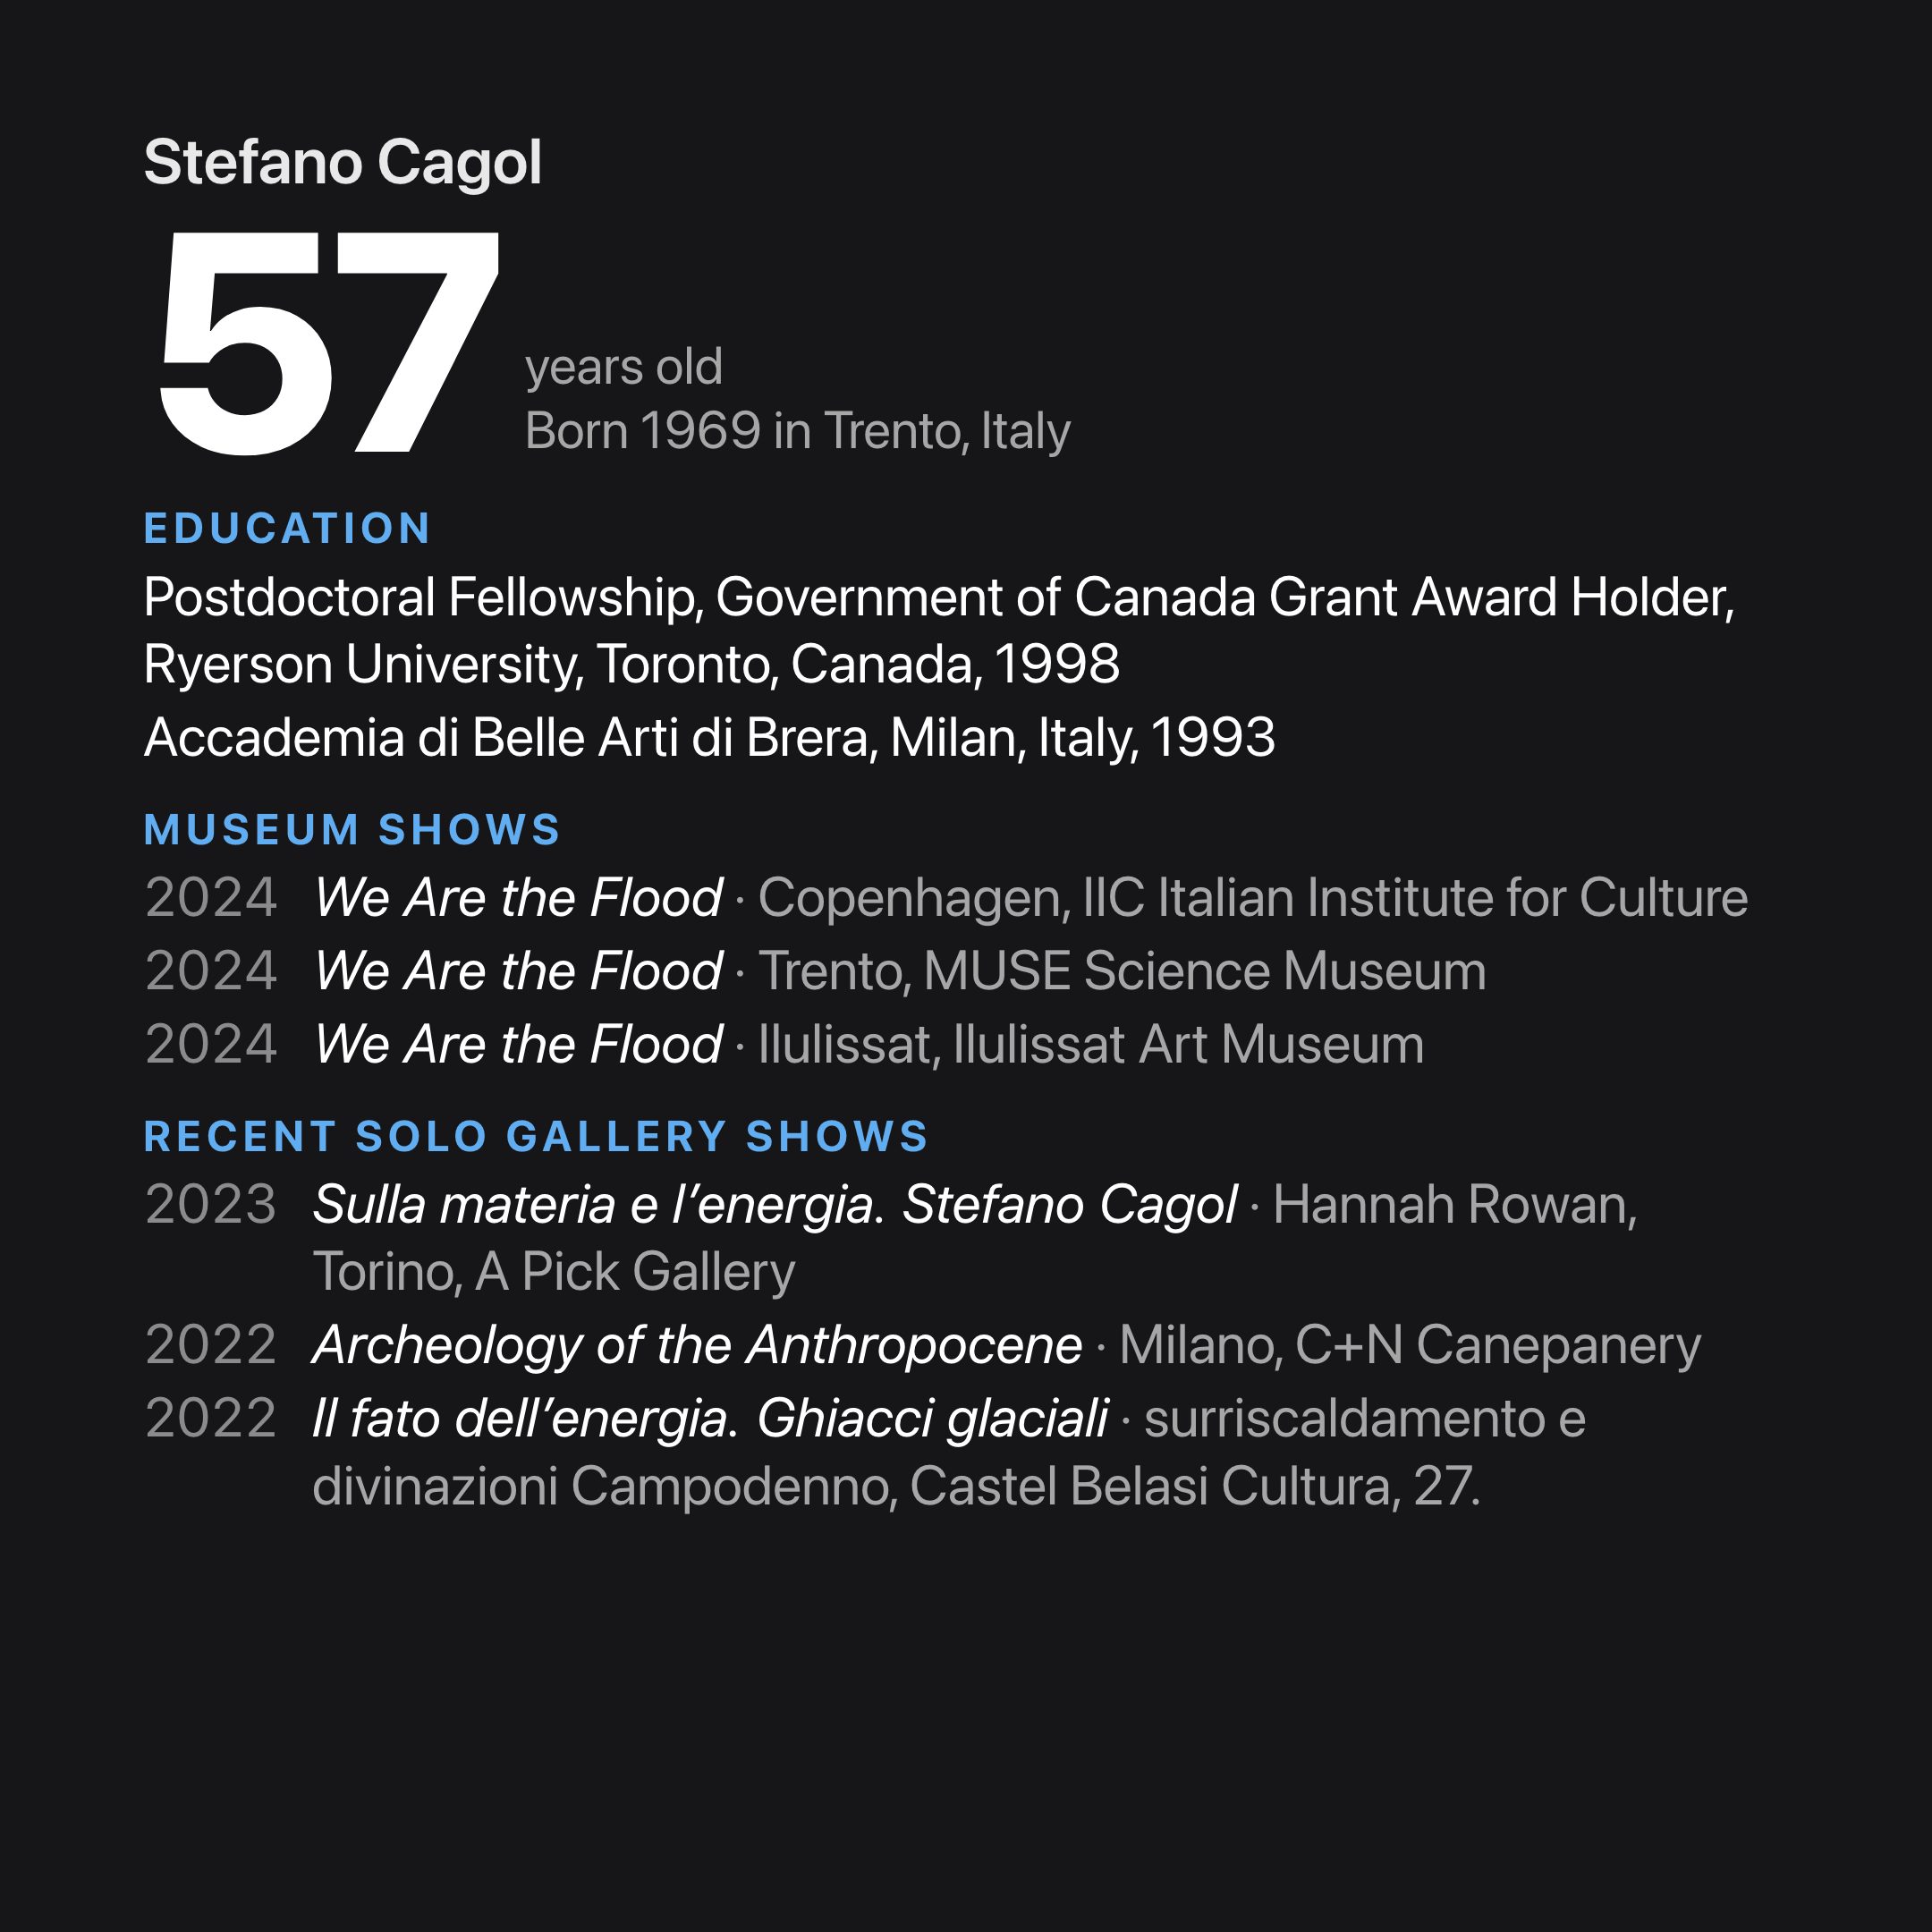 Stefano Cagol
57
years old
Born 1969 in Trento, Italy
EDUCATION
Postdoctoral Fellowship, Government of Canada Grant Award Holder,
Ryerson University, Toronto, Canada, 1998
Accademia di Belle Arti di Brera, Milan, Italy, 1993
MUSEUM SHOWS
2024 We Are the Flood · Copenhagen, IIC Italian Institute for Culture
2024 We Are the Flood · Trento, MUSE Science Museum
2024 We Are the Flood · Ilulissat, Ilulissat Art Museum
RECENT SOLO GALLERY SHOWS
2023 Sulla materia e l’energia. Stefano Cagol · Hannah Rowan,
Torino, A Pick Gallery
2022 Archeology of the Anthropocene · Milano, C+N Canepanery
2022 Il fato dell’energia. Ghiacci glaciali · surriscaldamento e
divinazioni Campodenno, Castel Belasi Cultura, 27.